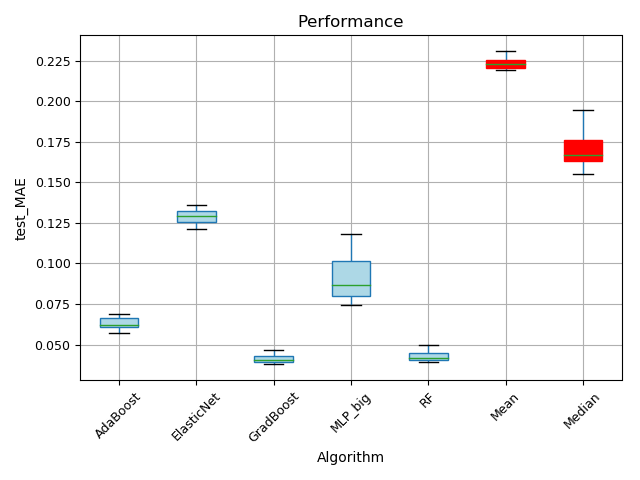 Performance
test_MAE
0.225
0.200
0.175
0.150
0.125
0.100
0.075
0.050
AdaBoost
ElasticNet
GradBoost
MLP_big
RF
Mean
Median
Algorithm